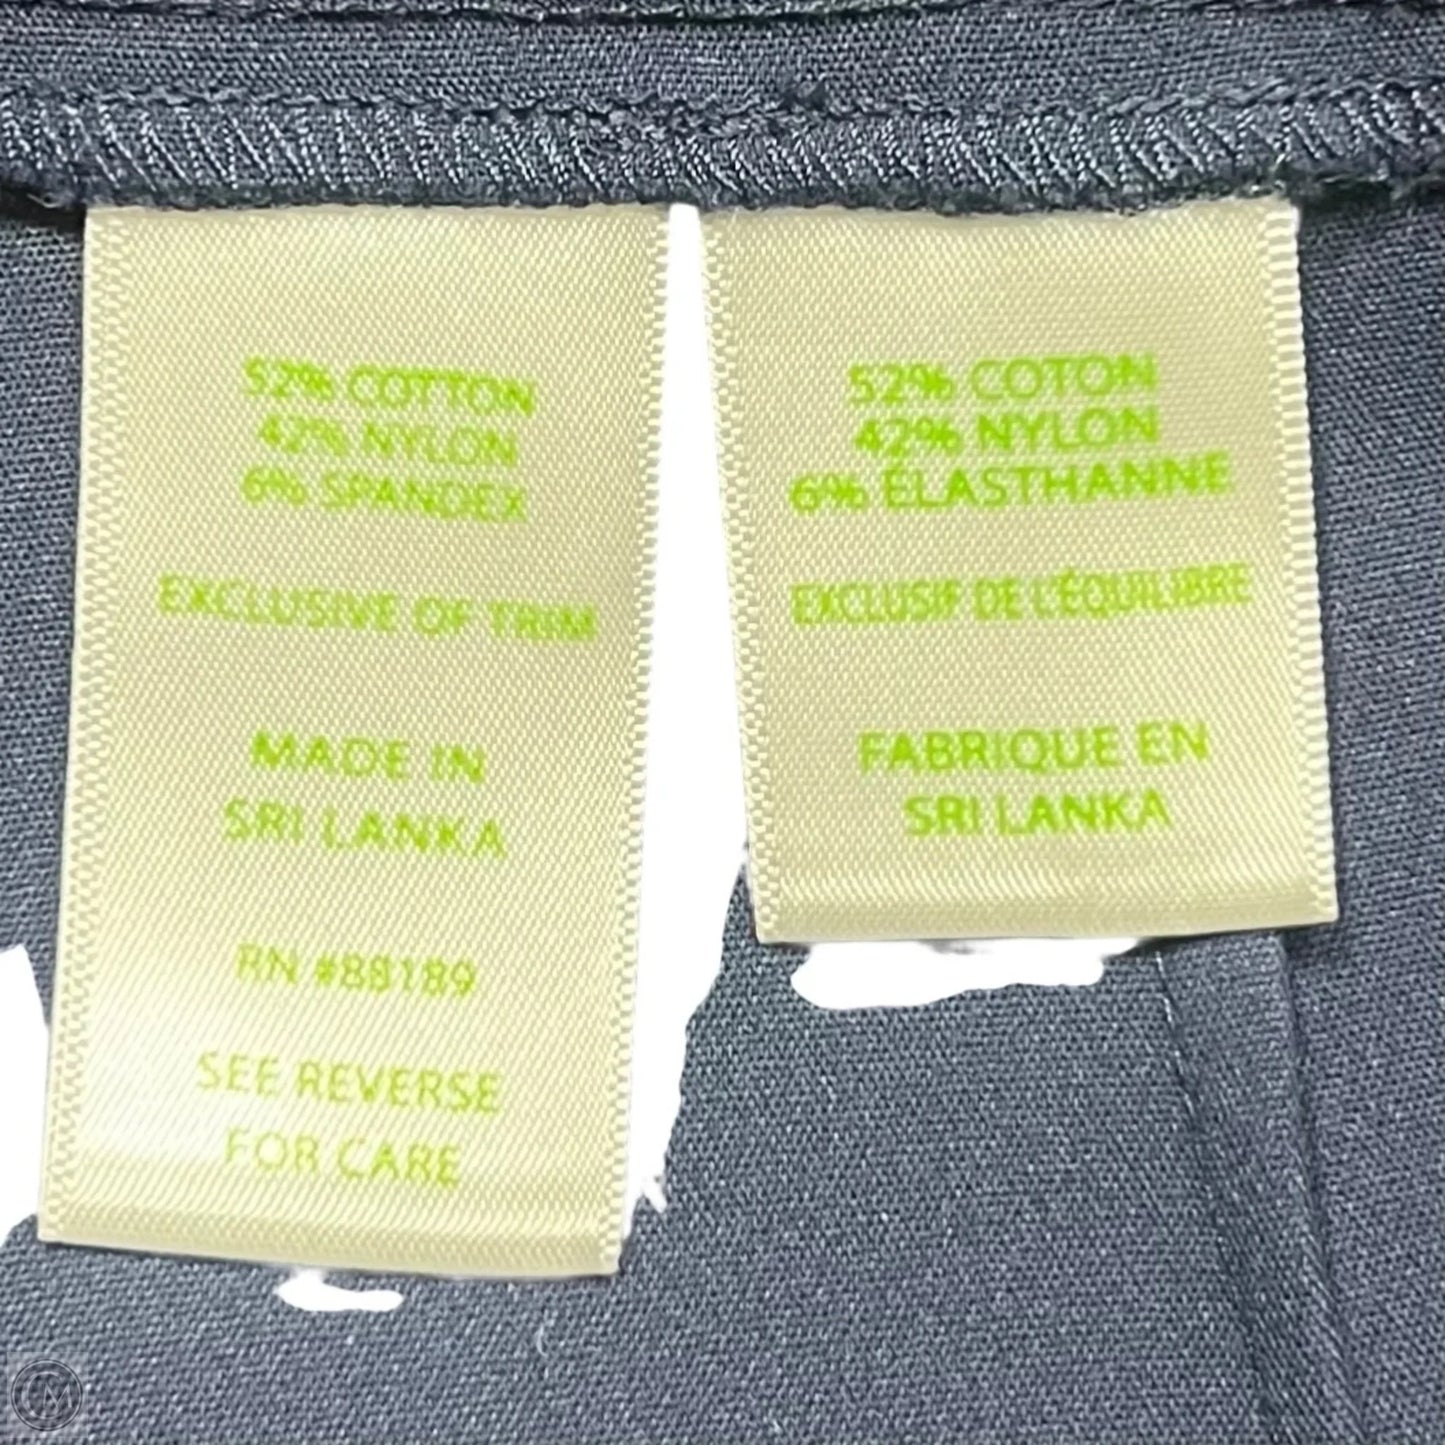 52% COTTON
42% NYLON
6% SPANDEX
EXCLUSIVE OF TRIM
MADE IN
SRI LANKA
RN #88189
SEE REVERSE
FOR CARE
52% COTON
42% NYLON
6% ÉLASTHANNE
EXCLUSIF DE L'ÉQUILIBRE
FABRIQUE EN
SRI LANKA
CM